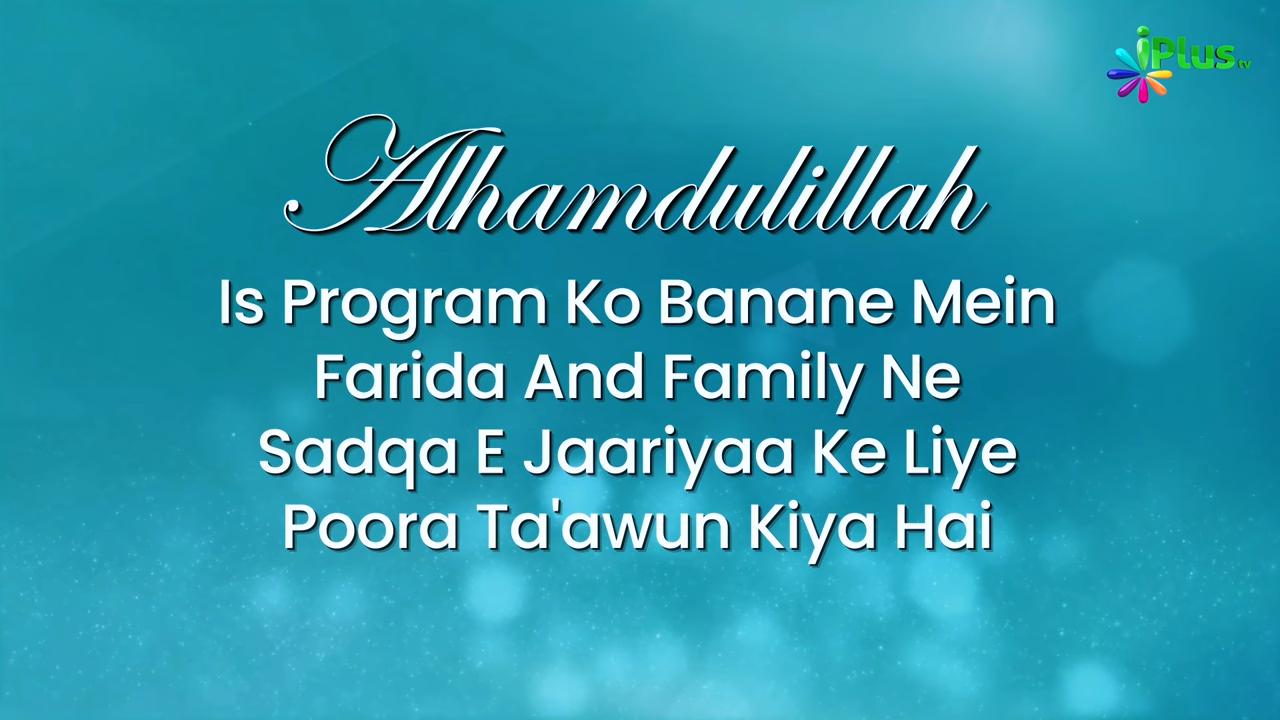 iPlus tv
Alhamdulillah
Is Program Ko Banane Mein
Farida And Family Ne
Sadqa E Jaariyaa Ke Liye
Poora Ta'awun Kiya Hai